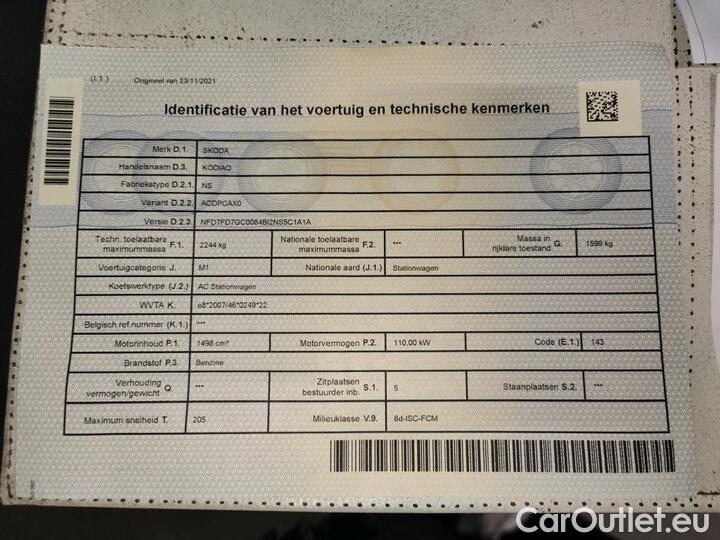 (I.1.) Origineel van 23/11/2021
Identificatie van het voertuig en technische kenmerken
Merk D.1. SKODA
Handelsnaam D.3. KODIAQ
Fabriekstype D.2.1. NS
Variant D.2.2. ACDPCAX0
Versie D.2.3. NFD7FD7GC0084BI2NS5C1A1A
Techn. toelaatbare maximummassa F.1. 2244 kg Nationale toelaatbare maximummassa F.2. *** Massa in rijklare toestand G. 1599 kg
Voertuigcategorie J. M1 Nationale aard (J.1.) Stationwagen
Koetswerktype (J.2.) AC Stationwagen
WVTA K. e8*2007/46*0249*22
Belgisch ref nummer (K.1.) ***
Motorinhoud P.1. 1498 cm³ Motorvermogen P.2. 110,00 kW Code (E.1.) 143
Brandstof P.3. Benzine
Verhouding vermogen/gewicht Q. *** Zitplaatsen bestuurder inb. S.1. 5 Staanplaatsen S.2. ***
Maximum snelheid T. 205 Milieuklasse V.9. 6d-ISC-FCM
CarOutlet.eu